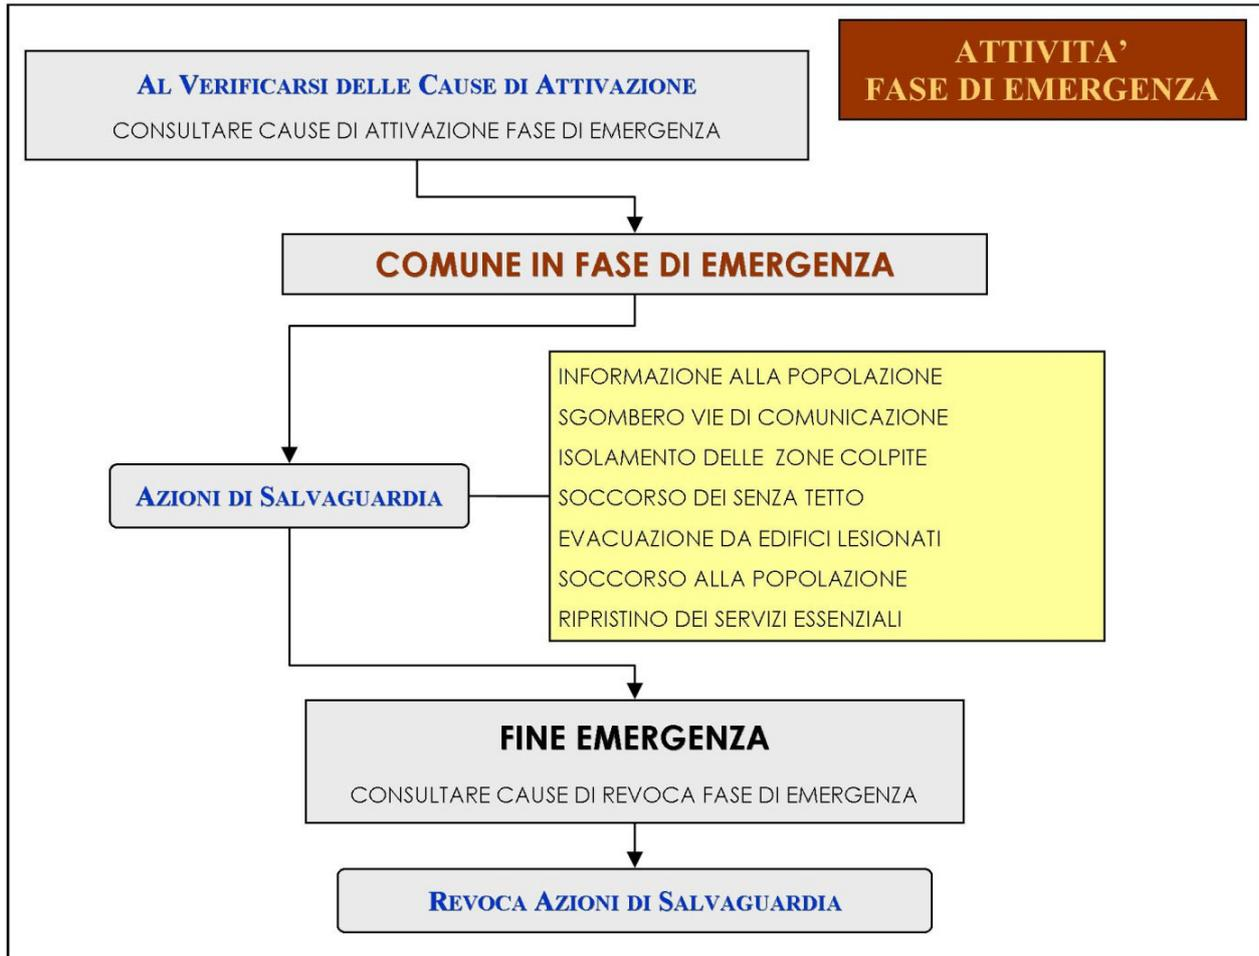 ATTIVITA'
FASE DI EMERGENZA
AL VERIFICARSI DELLE CAUSE DI ATTIVAZIONE
CONSULTARE CAUSE DI ATTIVAZIONE FASE DI EMERGENZA
COMUNE IN FASE DI EMERGENZA
AZIONI DI SALVAGUARDIA
INFORMAZIONE ALLA POPOLAZIONE
SGOMBERO VIE DI COMUNICAZIONE
ISOLAMENTO DELLE ZONE COLPITE
SOCCORSO DEI SENZA TETTO
EVACUAZIONE DA EDIFICI LESIONATI
SOCCORSO ALLA POPOLAZIONE
RIPRISTINO DEI SERVIZI ESSENZIALI
FINE EMERGENZA
CONSULTARE CAUSE DI REVOCA FASE DI EMERGENZA
REVOCA AZIONI DI SALVAGUARDIA